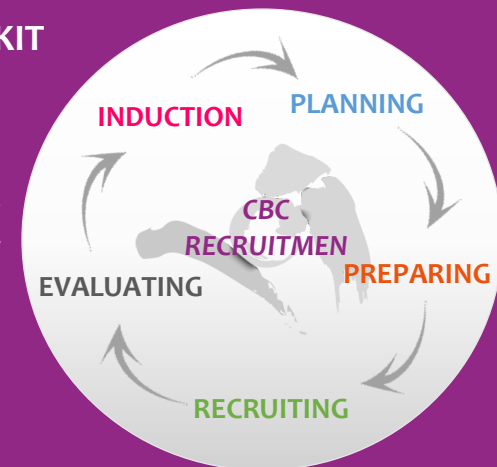 KIT
INDUCTION
PLANNING
CBC
RECRUITMEN
PREPARING
EVALUATING
RECRUITING